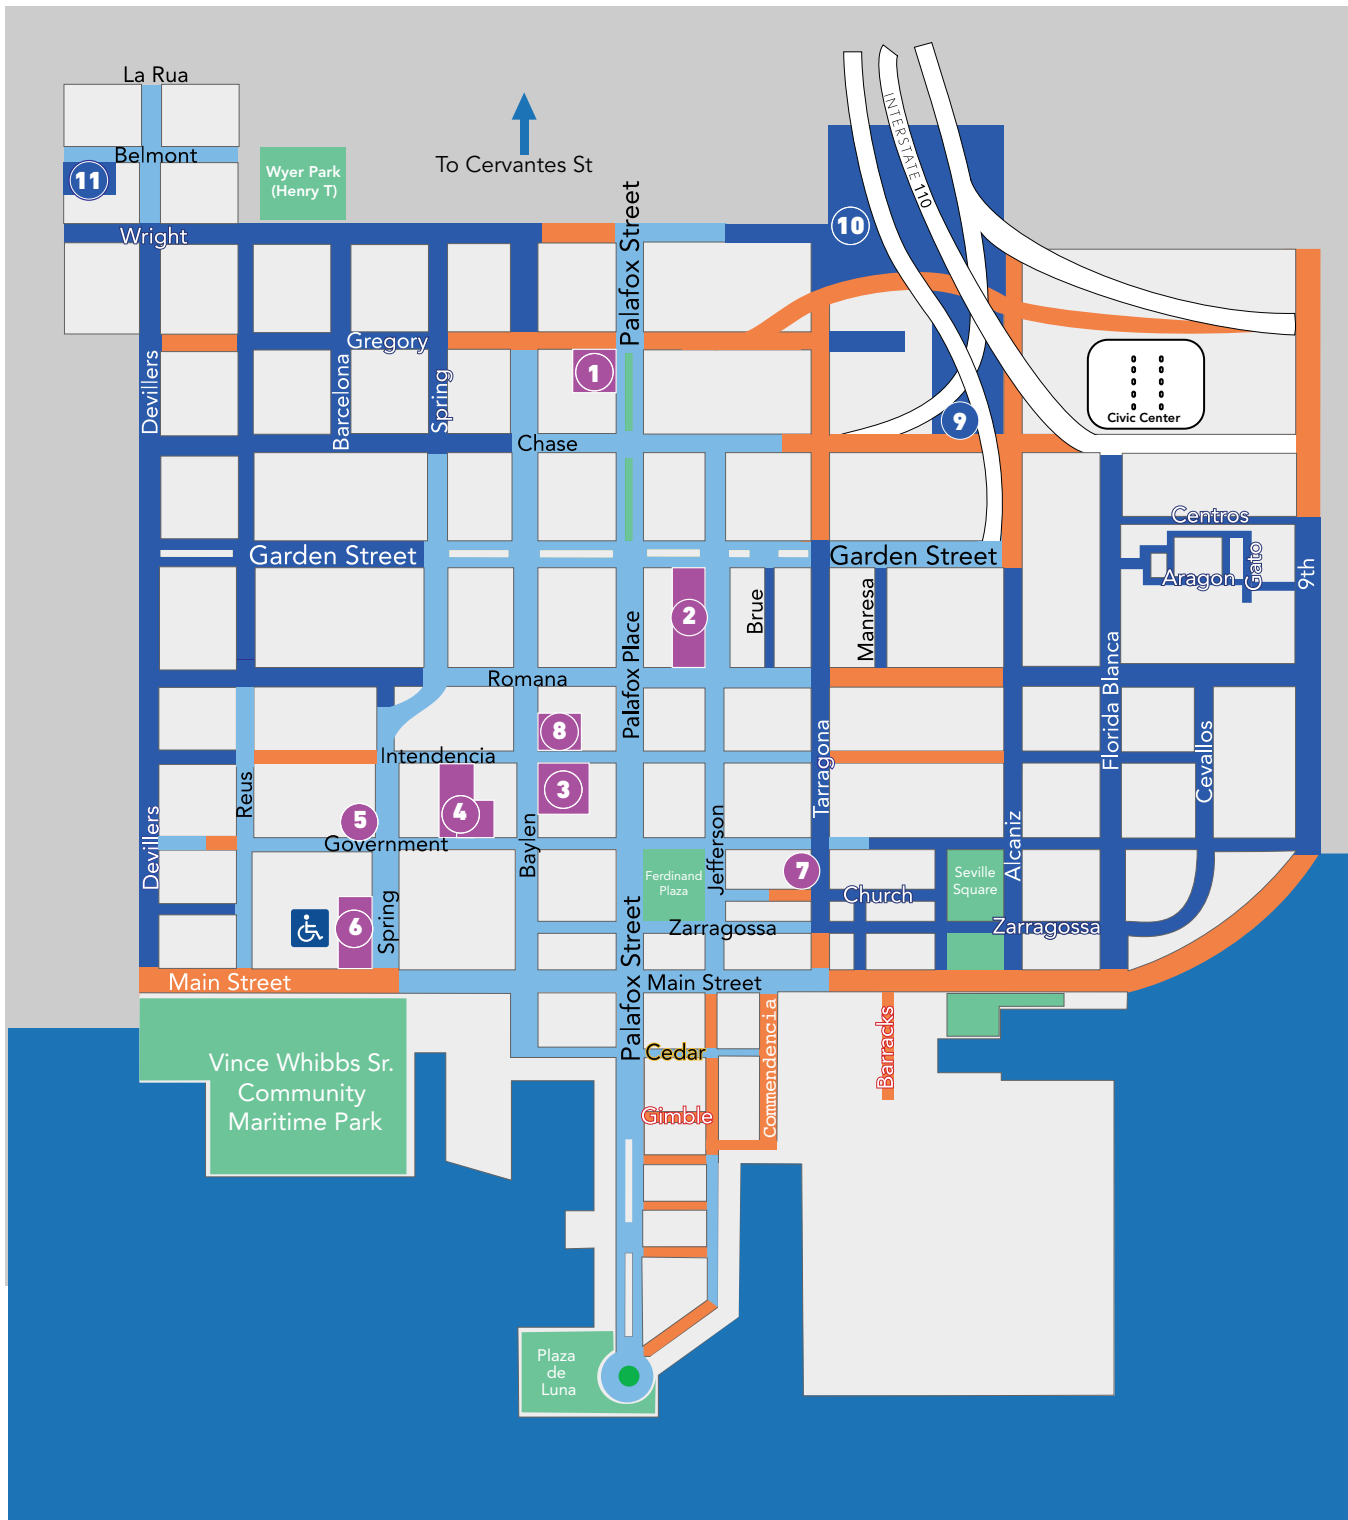 La Rua
Belmont
11
Wyer Park
(Henry T)
To Cervantes St
INTERSTATE 110
Wright
Palafox Street
10
Gregory
Devillers
Barcelona
Spring
1
9
Civic Center
Chase
Garden Street
Garden Street
Centros
Aragon
Gato
9th
2
Brue
Manresa
Palafox Place
Romana
Florida Blanca
8
Tarragona
Cevallos
Intendencia
Reus
3
4
5
Government
Devillers
Baylen
Jefferson
Alcaniz
7
Ferdinand
Plaza
Seville
Square
Church
6
Spring
Palafox Street
Zarragossa
Zarragossa
Main Street
Main Street
Cedar
Commendencia
Barracks
Gimble
Vince Whibbs Sr.
Community
Maritime Park
Plaza
de
Luna